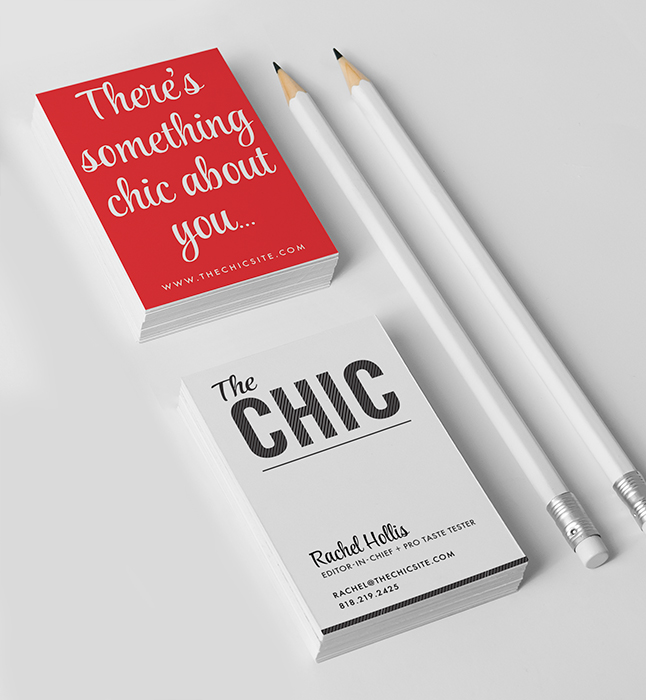 There's
something
chic about
you...
WWW.THECHICSITE.COM
The
CHIC
Rachel Hollis
EDITOR-IN-CHIEF + PRO TASTE TESTER
RACHEL@THECHICSITE.COM
818.219.2425